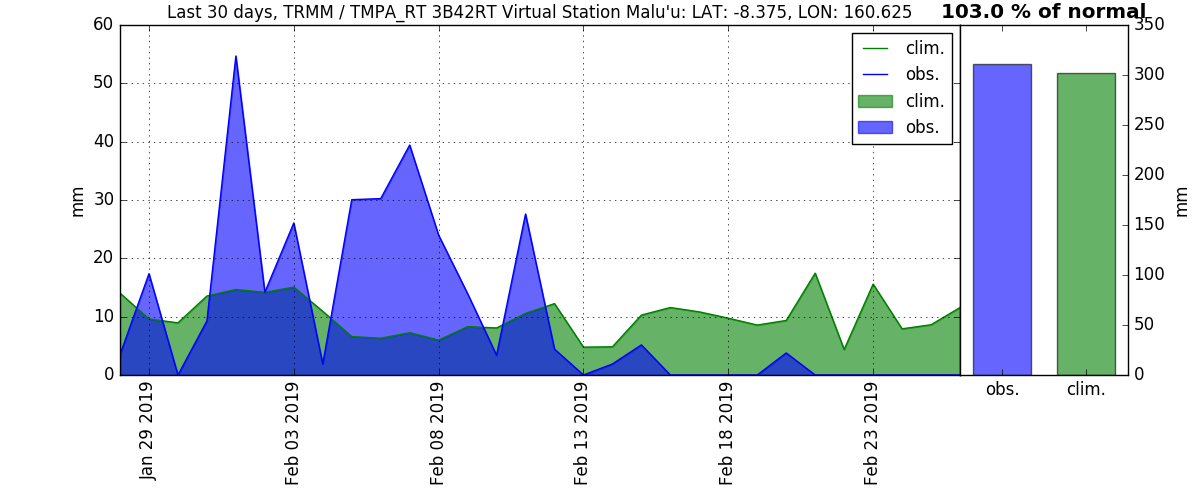 Last 30 days, TRMM / TMPA_RT 3B42RT Virtual Station Malu'u: LAT: -8.375, LON: 160.625
103.0 % of normal
60
50
40
30
20
10
0
mm
clim.
obs.
clim.
obs.
Jan 29 2019
Feb 03 2019
Feb 08 2019
Feb 13 2019
Feb 18 2019
Feb 23 2019
350
300
250
200
150
100
50
0
mm
obs.
clim.